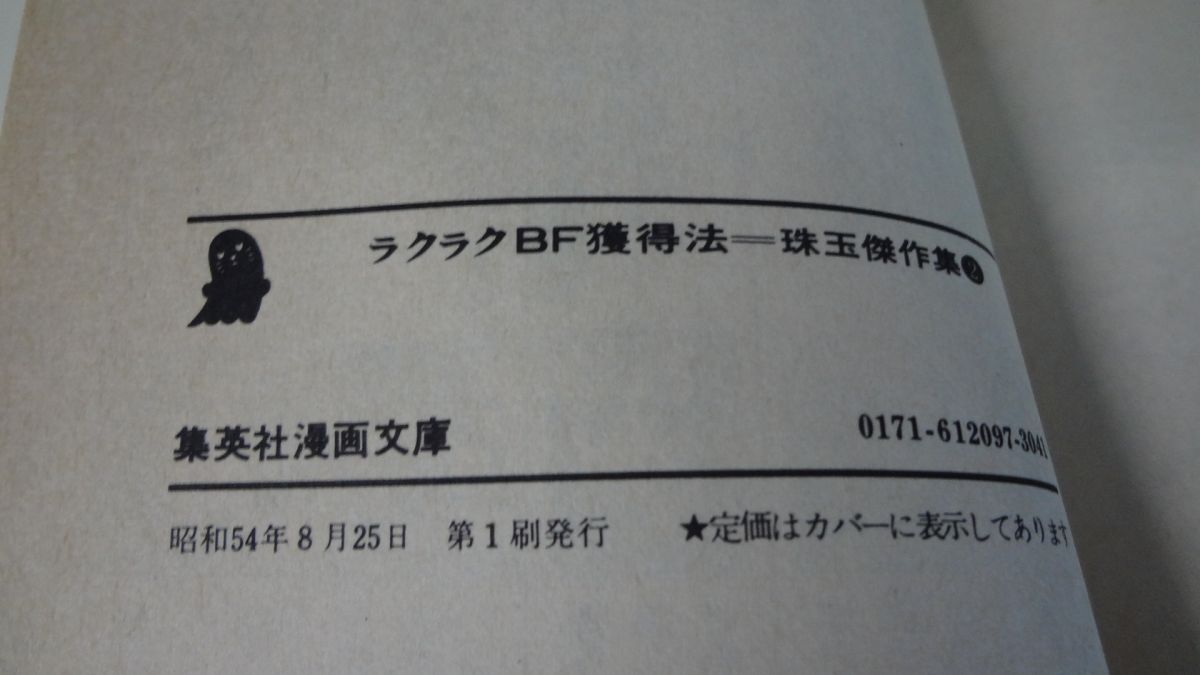 ラクラクBF獲得法＝珠玉傑作集❷
集英社漫画文庫
0171-612097-3041
昭和54年8月25日　第1刷発行　★定価はカバーに表示してあります